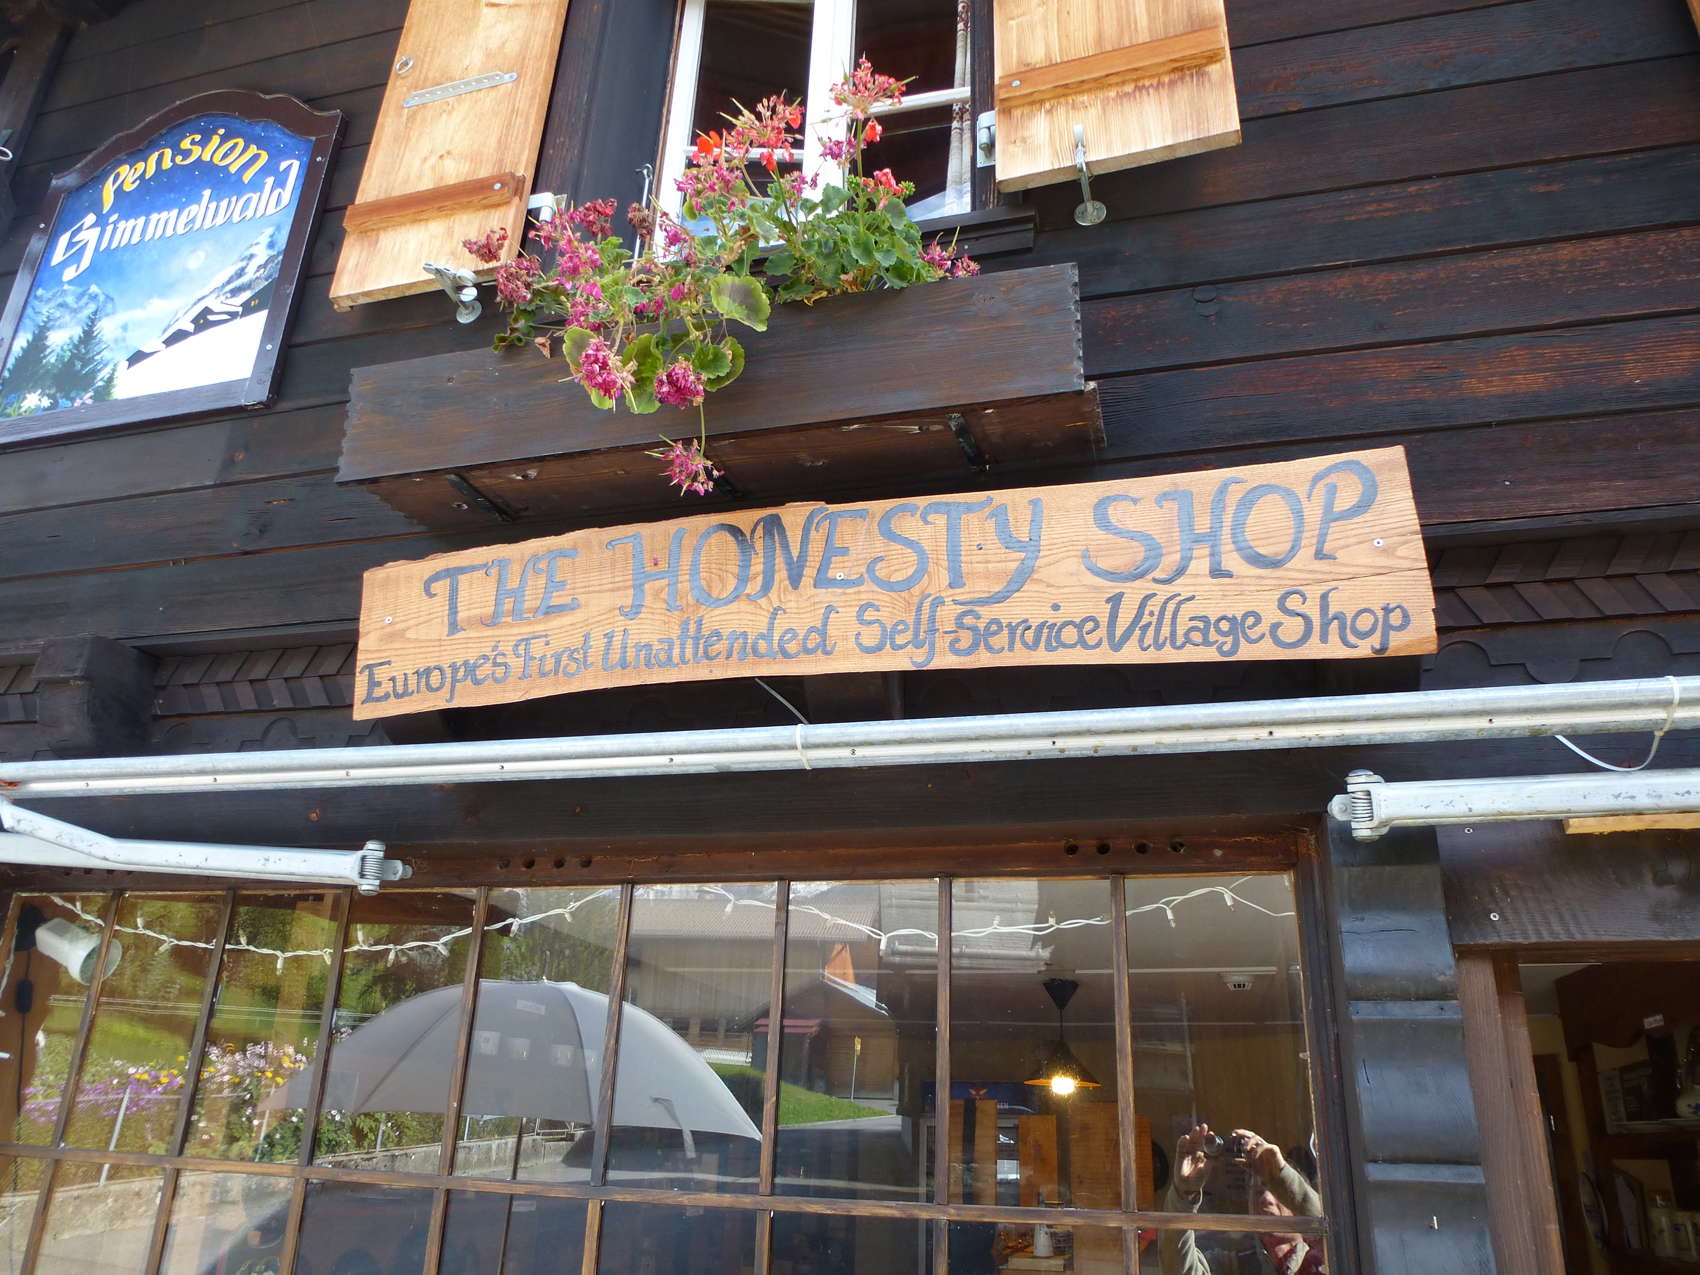 Pension
Gimmelwald
THE HONESTY SHOP
Europe's First Unattended Self-Service Village Shop